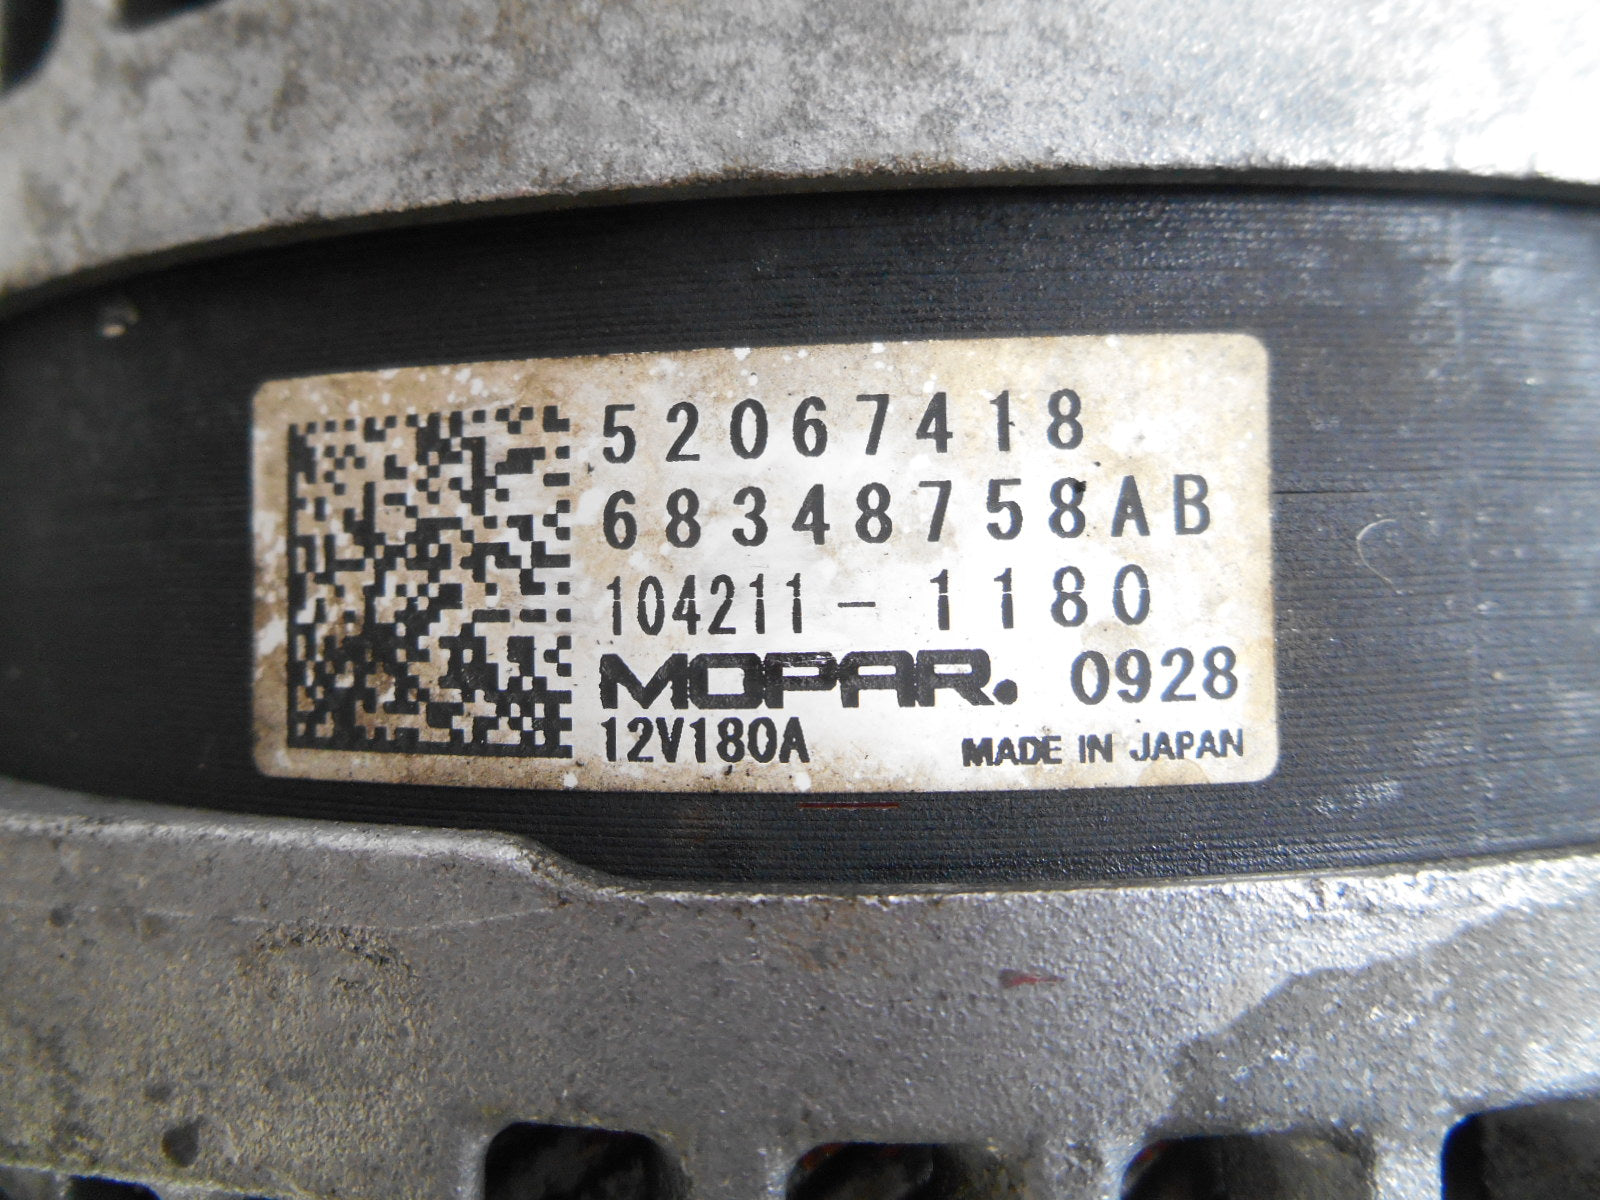 52067418
68348758AB
104211-1180
MOPAR. 0928
12V180A MADE IN JAPAN